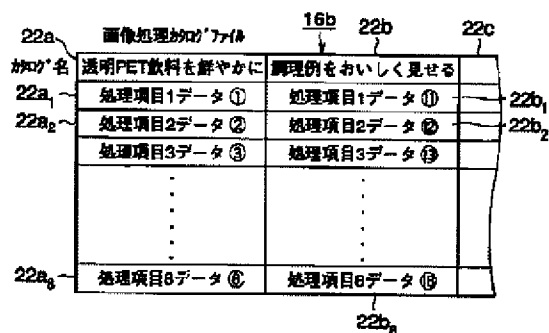 画像処理カタログファイル
16b
22a
22b
22c
カタログ名
透明PET飲料を鮮やかに
調理例をおいしく見せる
22a1
処理項目1データ ①
処理項目1データ ⑪
22b1
22a2
処理項目2データ ②
処理項目2データ ⑫
22b2
処理項目3データ ③
処理項目3データ ⑬
22a8
処理項目8データ ⑧
処理項目8データ
22b8